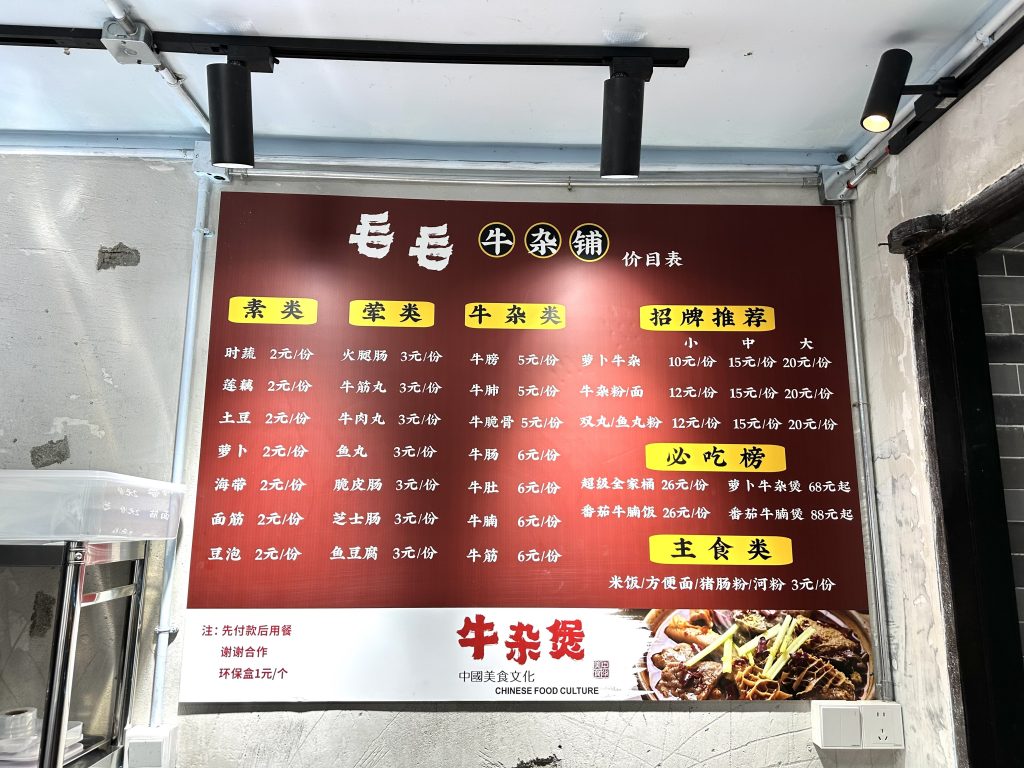 毛毛 牛杂铺 价目表
素类
时蔬 2元/份
莲藕 2元/份
土豆 2元/份
萝卜 2元/份
海带 2元/份
面筋 2元/份
豆泡 2元/份
荤类
火腿肠 3元/份
牛筋丸 3元/份
牛肉丸 3元/份
鱼丸 3元/份
脆皮肠 3元/份
芝士肠 3元/份
鱼豆腐 3元/份
牛杂类
牛膀 5元/份
牛肺 5元/份
牛脆骨 5元/份
牛肠 6元/份
牛肚 6元/份
牛腩 6元/份
牛筋 6元/份
招牌推荐
小 中 大
萝卜牛杂 10元/份 15元/份 20元/份
牛杂粉/面 12元/份 15元/份 20元/份
双丸/鱼丸粉 12元/份 15元/份 20元/份
必吃榜
超级全家桶 26元/份 萝卜牛杂煲 68元起
番茄牛腩饭 26元/份 番茄牛腩煲 88元起
主食类
米饭/方便面/猪肠粉/河粉 3元/份
注：先付款后用餐
谢谢合作
环保盒1元/个
牛杂煲
中國美食文化
CHINESE FOOD CULTURE